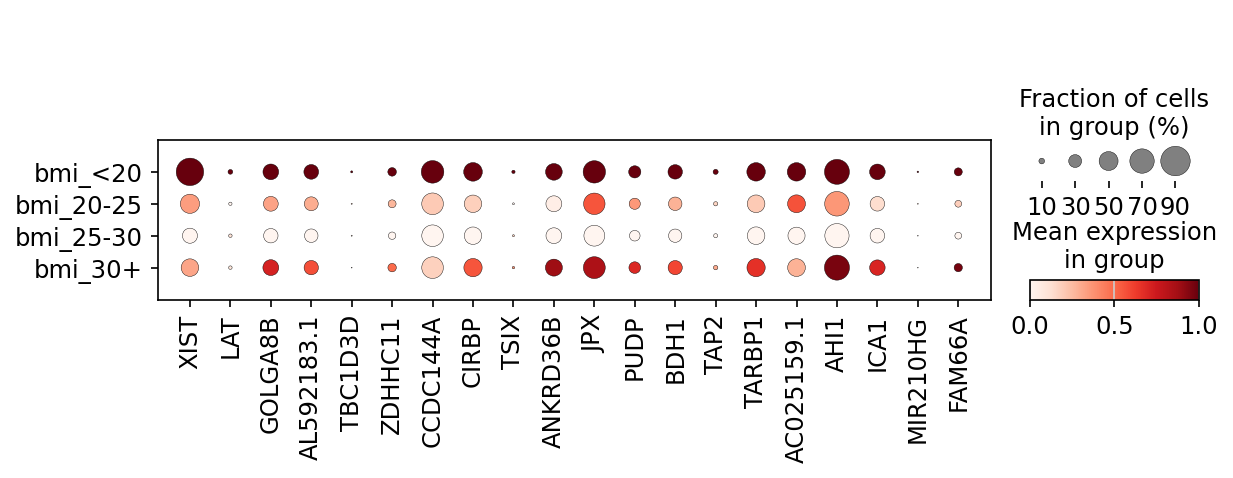 bmi_<20
bmi_20-25
bmi_25-30
bmi_30+
XIST
LAT
GOLGA8B
AL592183.1
TBC1D3D
ZDHHC11
CCDC144A
CIRBP
TSIX
ANKRD36B
JPX
PUDP
BDH1
TAP2
TARBP1
AC025159.1
AHI1
ICA1
MIR210HG
FAM66A
Fraction of cells
in group (%)
10 30 50 70 90
Mean expression
in group
0.0 0.5 1.0